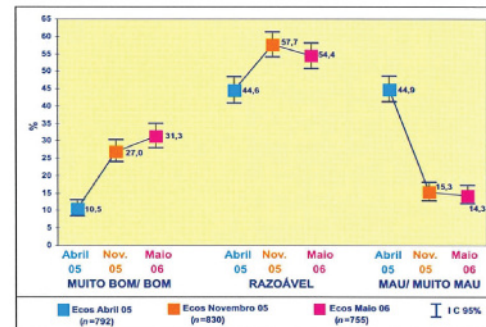 65
60
55
50
45
40
35
30
25
20
15
10
5
0
%
10,5
27,0
31,3
44,6
57,7
54,4
44,9
15,3
14,3
Abril 05
Nov. 05
Maio 06
Abril 05
Nov. 05
Maio 06
Abril 05
Nov. 05
Maio 06
MUITO BOM/ BOM
RAZOÁVEL
MAU/ MUITO MAU
Ecos Abril 05
(n=792)
Ecos Novembro 05
(n=830)
Ecos Maio 06
(n=755)
I C 95%